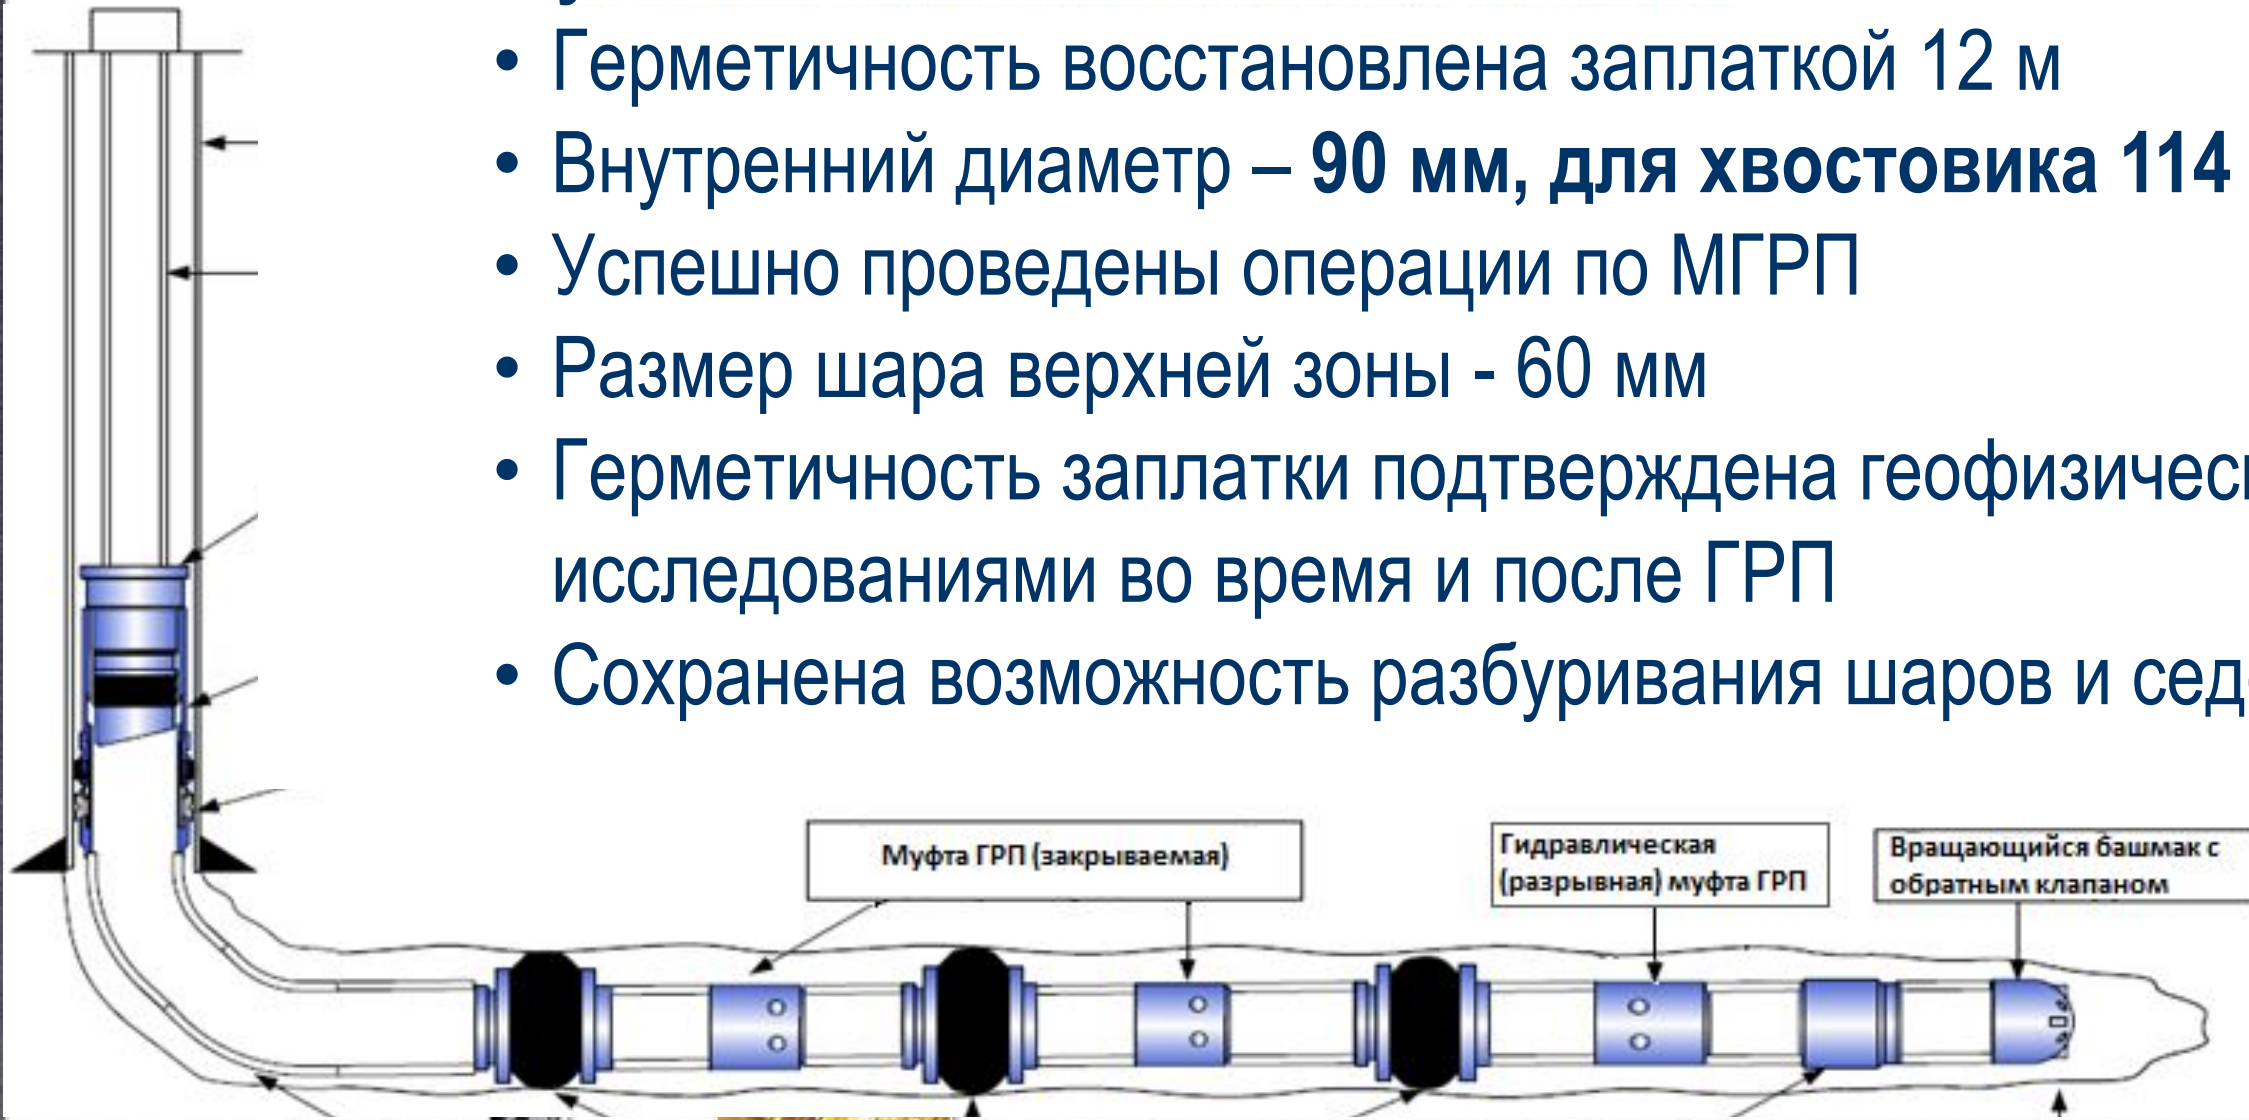 • Герметичность восстановлена заплаткой 12 м
• Внутренний диаметр – 90 мм, для хвостовика 114
• Успешно проведены операции по МГРП
• Размер шара верхней зоны - 60 мм
• Герметичность заплатки подтверждена
исследованиями во время и после ГРП
• Сохранена возможность разбуривания шаров и
Муфта ГРП (закрываемая)
Гидравлическая
(разрывная) муфта ГРП
Вращающийся башмак с
обратным клапаном